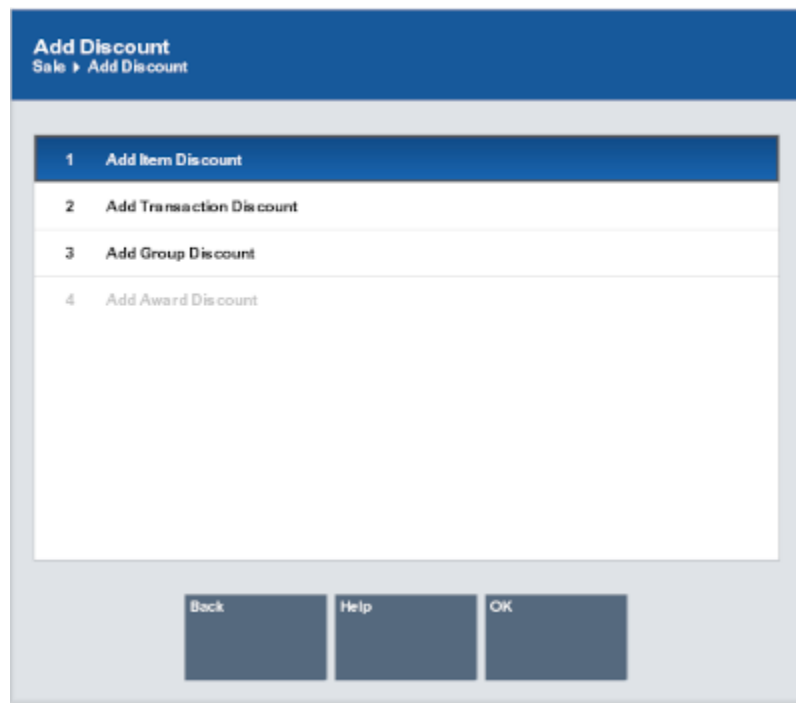 Add Discount
Sale ▸ Add Discount
1 Add Item Discount
2 Add Transaction Discount
3 Add Group Discount
4 Add Award Discount
Back Help OK